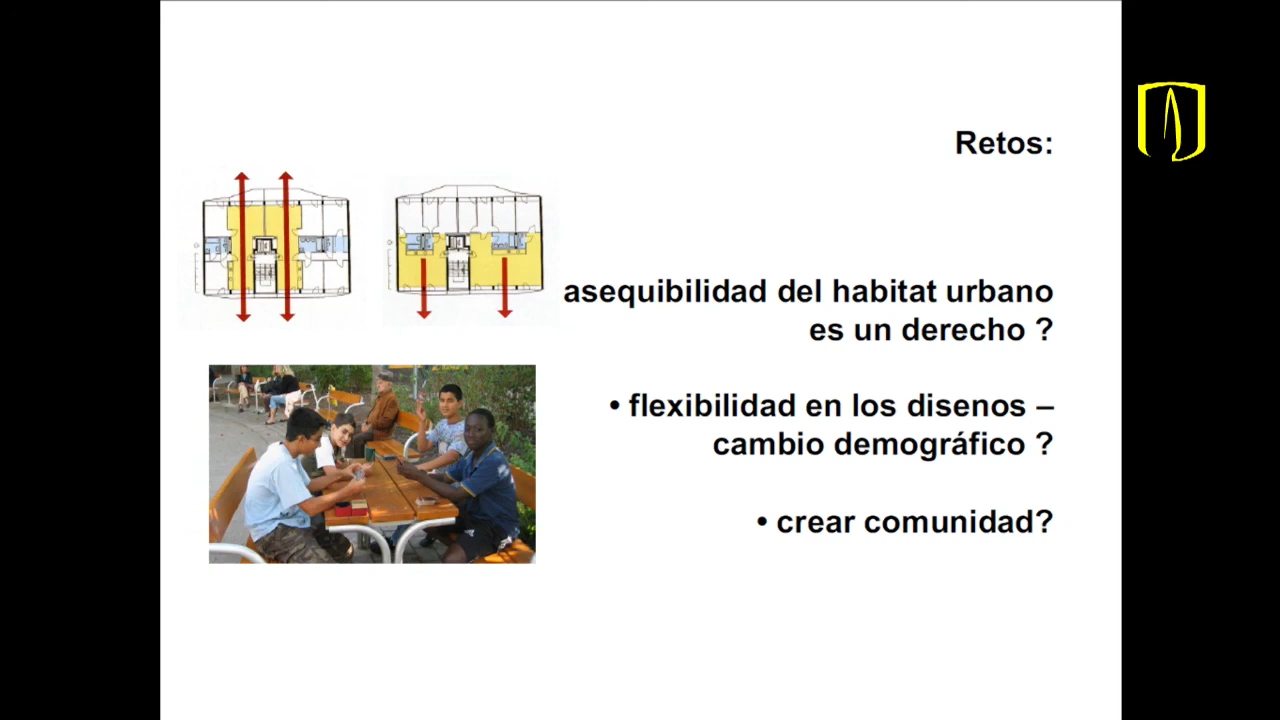 Retos:
asequibilidad del habitat urbano
es un derecho ?
• flexibilidad en los disenos –
cambio demográfico ?
• crear comunidad?